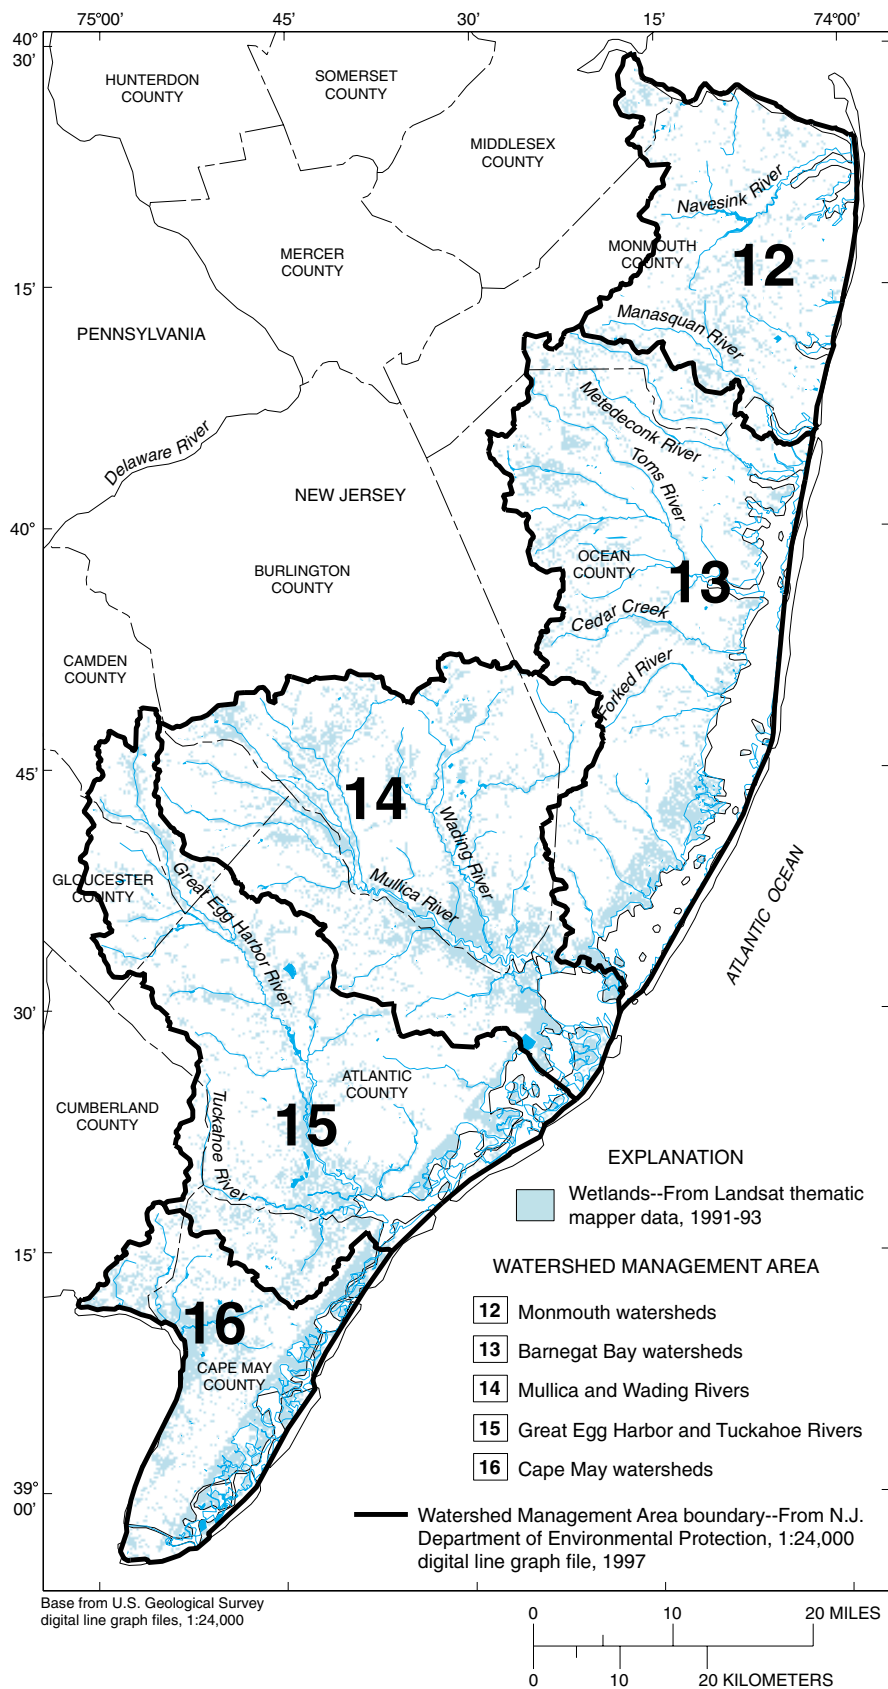 75°00'
45'
30'
15'
74°00'
40°
30'
HUNTERDON
COUNTY
SOMERSET
COUNTY
MIDDLESEX
COUNTY
Navesink River
MERCER
COUNTY
MONMOUTH
COUNTY
12
15'
Manasquan River
PENNSYLVANIA
Metedeconk River
Delaware River
Toms River
NEW JERSEY
40°
BURLINGTON
COUNTY
OCEAN
COUNTY
13
Cedar Creek
CAMDEN
COUNTY
Forked River
45'
14
Wading River
GLOUCESTER
COUNTY
Great Egg Harbor River
Mullica River
ATLANTIC OCEAN
30'
ATLANTIC
COUNTY
CUMBERLAND
COUNTY
Tuckahoe River
15
EXPLANATION
Wetlands--From Landsat thematic
mapper data, 1991-93
15'
WATERSHED MANAGEMENT AREA
12 Monmouth watersheds
16
13 Barnegat Bay watersheds
CAPE MAY
COUNTY
14 Mullica and Wading Rivers
15 Great Egg Harbor and Tuckahoe Rivers
16 Cape May watersheds
39°
00'
Watershed Management Area boundary--From N.J.
Department of Environmental Protection, 1:24,000
digital line graph file, 1997
Base from U.S. Geological Survey
digital line graph files, 1:24,000
0 10 20 MILES
0 10 20 KILOMETERS